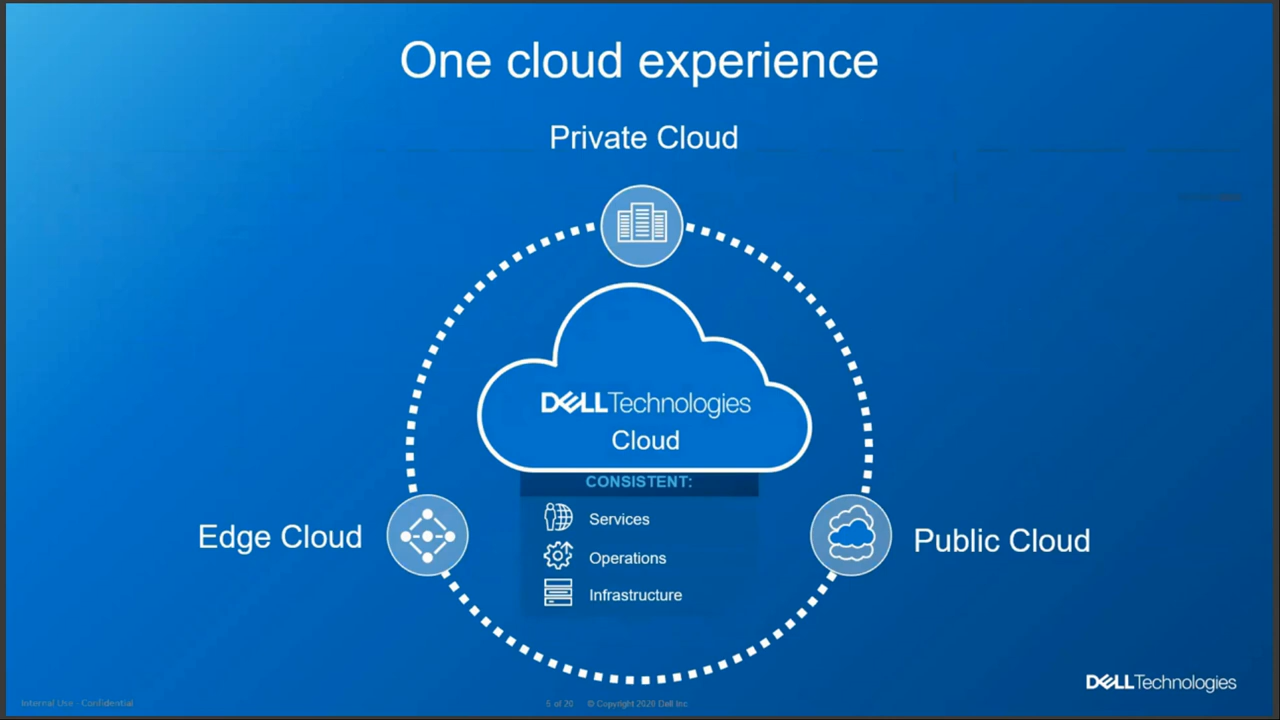 One cloud experience
Private Cloud
DELLTechnologies
Cloud
CONSISTENT:
Services
Operations
Infrastructure
Edge Cloud
Public Cloud
DELLTechnologies
Internal Use - Confidential
5 of 20
© Copyright 2020 Dell Inc